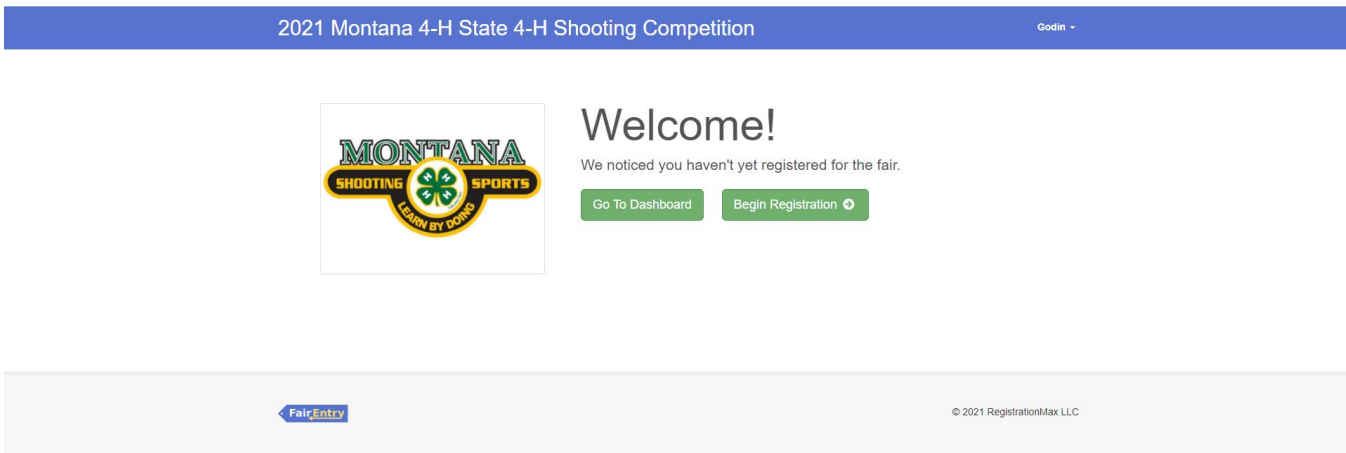 2021 Montana 4-H State 4-H Shooting Competition
Godin
MONTANA
SHOOTING SPORTS
H H H H
LEARN BY DOING
Welcome!
We noticed you haven't yet registered for the fair.
Go To Dashboard
Begin Registration
FairEntry
© 2021 RegistrationMax LLC